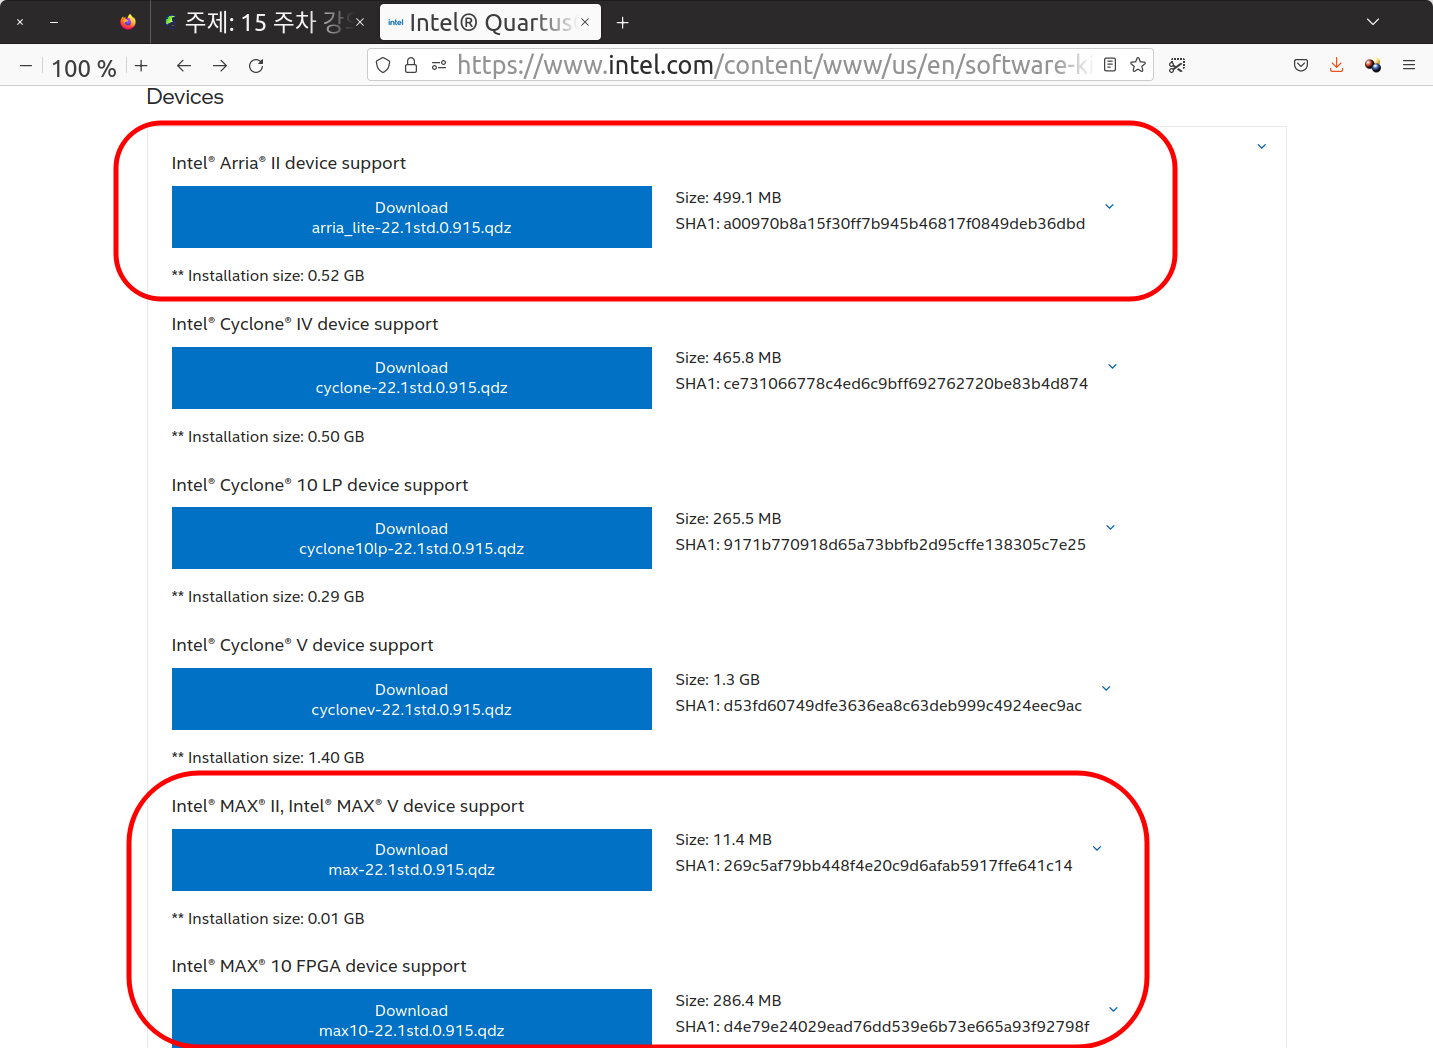 주제: 15 주차 강의
intel Intel® Quartus
100 %
https://www.intel.com/content/www/us/en/software-ki
Devices
Intel® Arria® II device support
Download
arria_lite-22.1std.0.915.qdz
Size: 499.1 MB
SHA1: a00970b8a15f30ff7b945b46817f0849deb36dbd
** Installation size: 0.52 GB
Intel® Cyclone® IV device support
Download
cyclone-22.1std.0.915.qdz
Size: 465.8 MB
SHA1: ce731066778c4ed6c9bff692762720be83b4d874
** Installation size: 0.50 GB
Intel® Cyclone® 10 LP device support
Download
cyclone10lp-22.1std.0.915.qdz
Size: 265.5 MB
SHA1: 9171b770918d65a73bbfb2d95cffe138305c7e25
** Installation size: 0.29 GB
Intel® Cyclone® V device support
Download
cyclonev-22.1std.0.915.qdz
Size: 1.3 GB
SHA1: d53fd60749dfe3636ea8c63deb999c4924eec9ac
** Installation size: 1.40 GB
Intel® MAX® II, Intel® MAX® V device support
Download
max-22.1std.0.915.qdz
Size: 11.4 MB
SHA1: 269c5af79bb448f4e20c9d6afab5917ffe641c14
** Installation size: 0.01 GB
Intel® MAX® 10 FPGA device support
Download
max10-22.1std.0.915.qdz
Size: 286.4 MB
SHA1: d4e79e24029ead76dd539e6b73e665a93f92798f